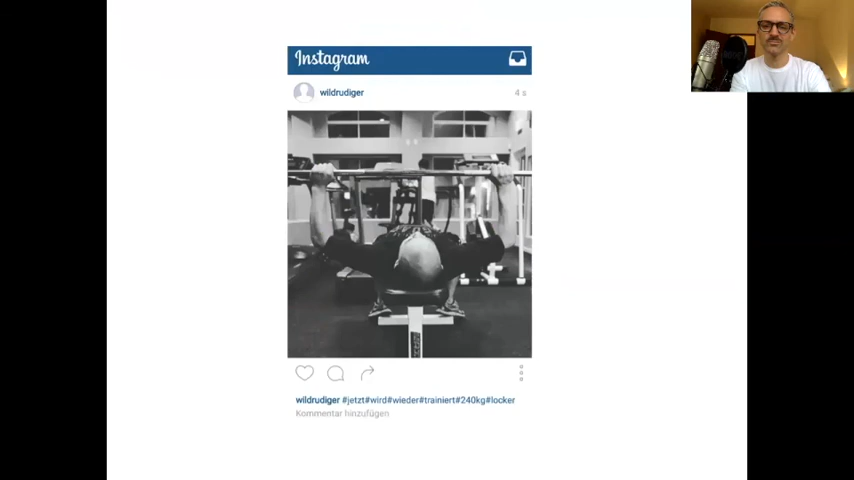 Instagram
wildrudiger
4 s
wildrudiger #jetzt#wird#wieder#trainiert#240kg#locker
Kommentar hinzufügen